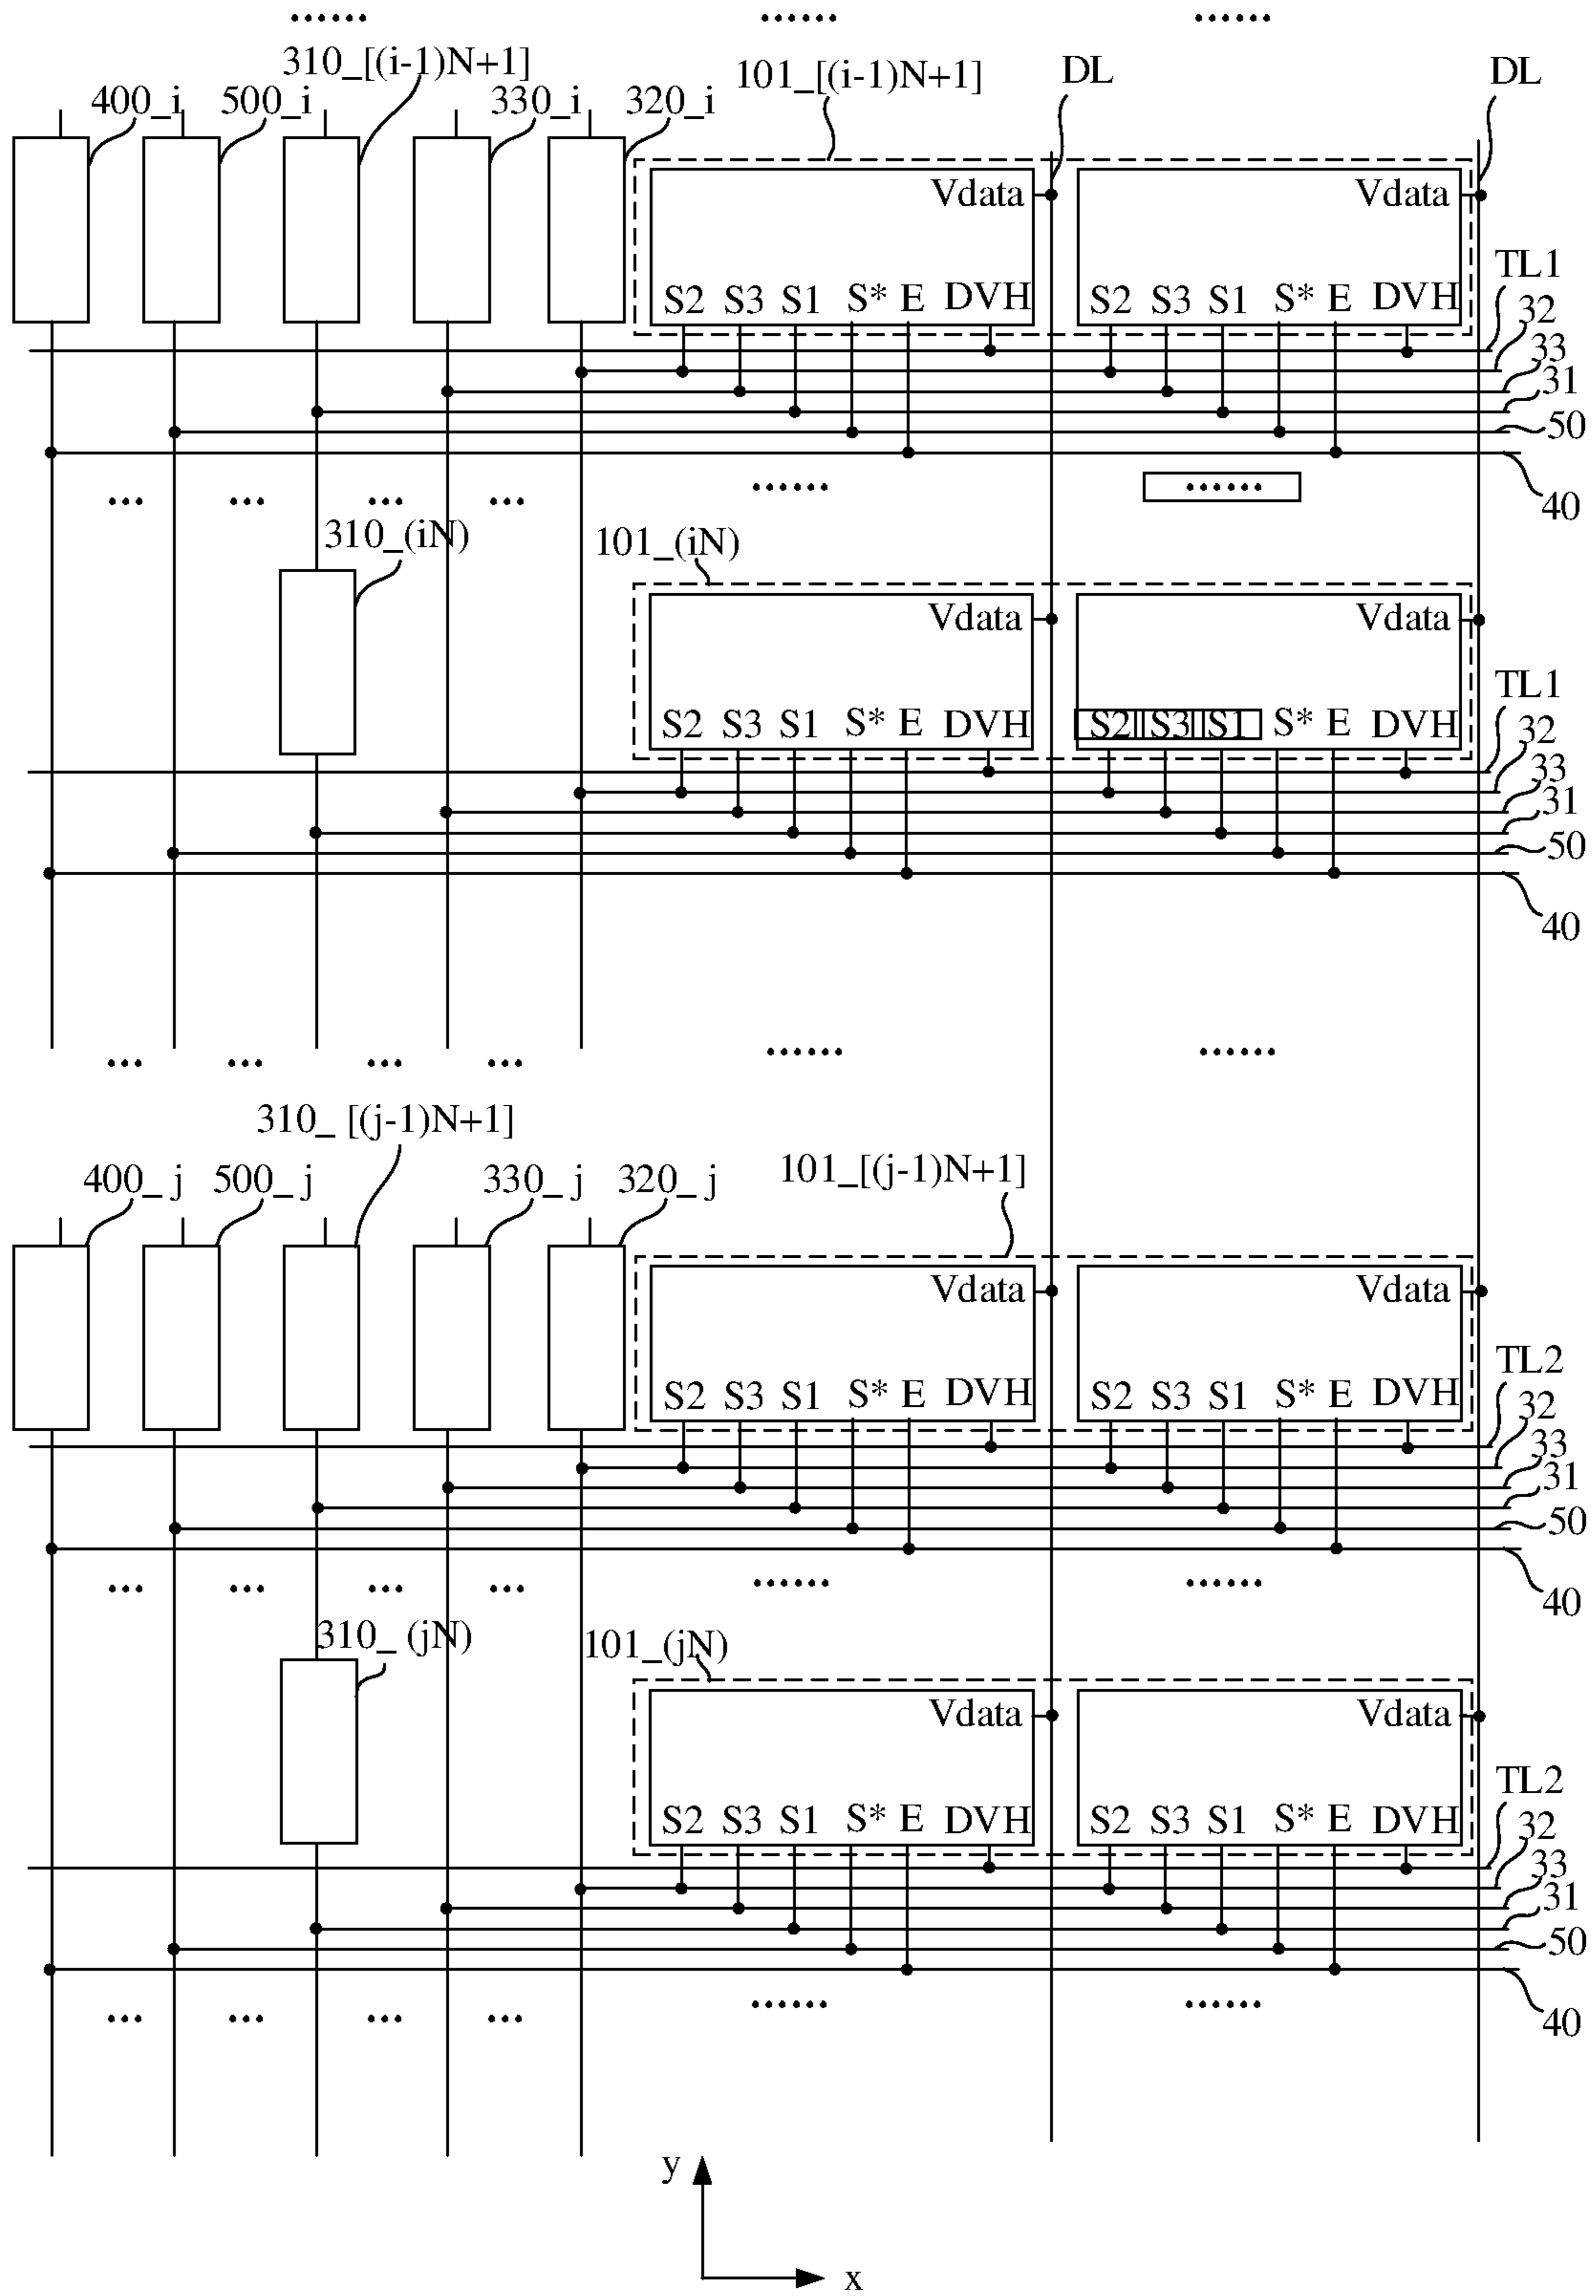 ......   ......   ......
310_[(i-1)N+1]   101_[(i-1)N+1]   DL   DL
400_i   500_i   330_i   320_i
Vdata   Vdata
TL1
S2 S3 S1 S* E DVH   S2 S3 S1 S* E DVH
32
33
31
50
...   ...   ...   ...   ......   ......
40
310_(iN)   101_(iN)
Vdata   Vdata
TL1
S2 S3 S1 S* E DVH   S2 S3 S1 S* E DVH
32
33
31
50
40
...   ...   ...   ...   ......   ......
310_ [(j-1)N+1]
400_j   500_j   330_j   320_j   101_[(j-1)N+1]
Vdata   Vdata
TL2
S2 S3 S1 S* E DVH   S2 S3 S1 S* E DVH
32
33
31
50
...   ...   ...   ...   ......   ......
40
310_ (jN)   101_(jN)
Vdata   Vdata
TL2
S2 S3 S1 S* E DVH   S2 S3 S1 S* E DVH
32
33
31
50
...   ...   ...   ...   ......   ......
40
y
x